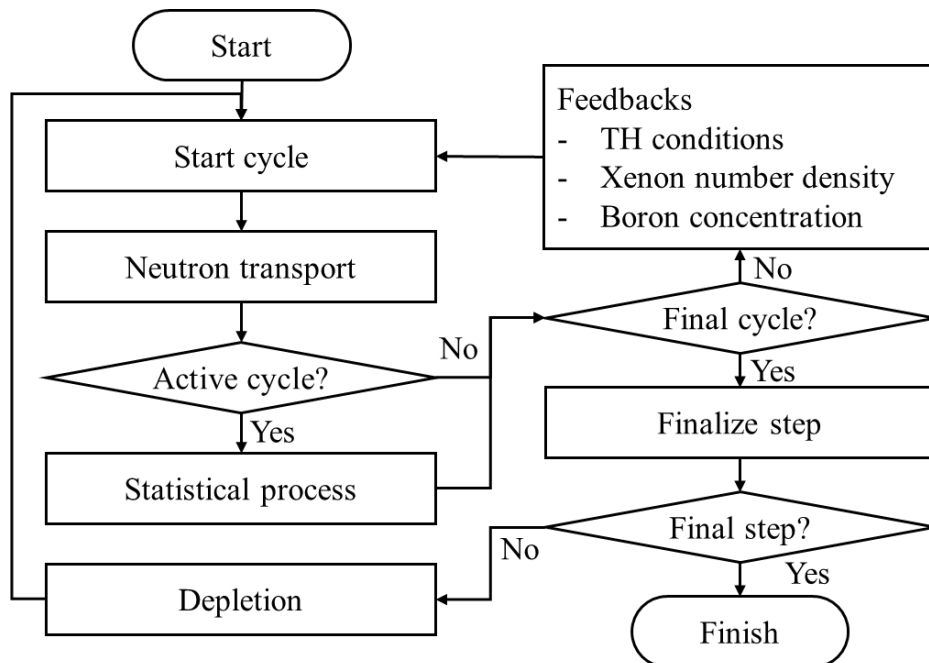 Start
Start cycle
Neutron transport
Active cycle?
No
Yes
Statistical process
Depletion
Feedbacks
- TH conditions
- Xenon number density
- Boron concentration
No
Final cycle?
Yes
Finalize step
Final step?
No
Yes
Finish